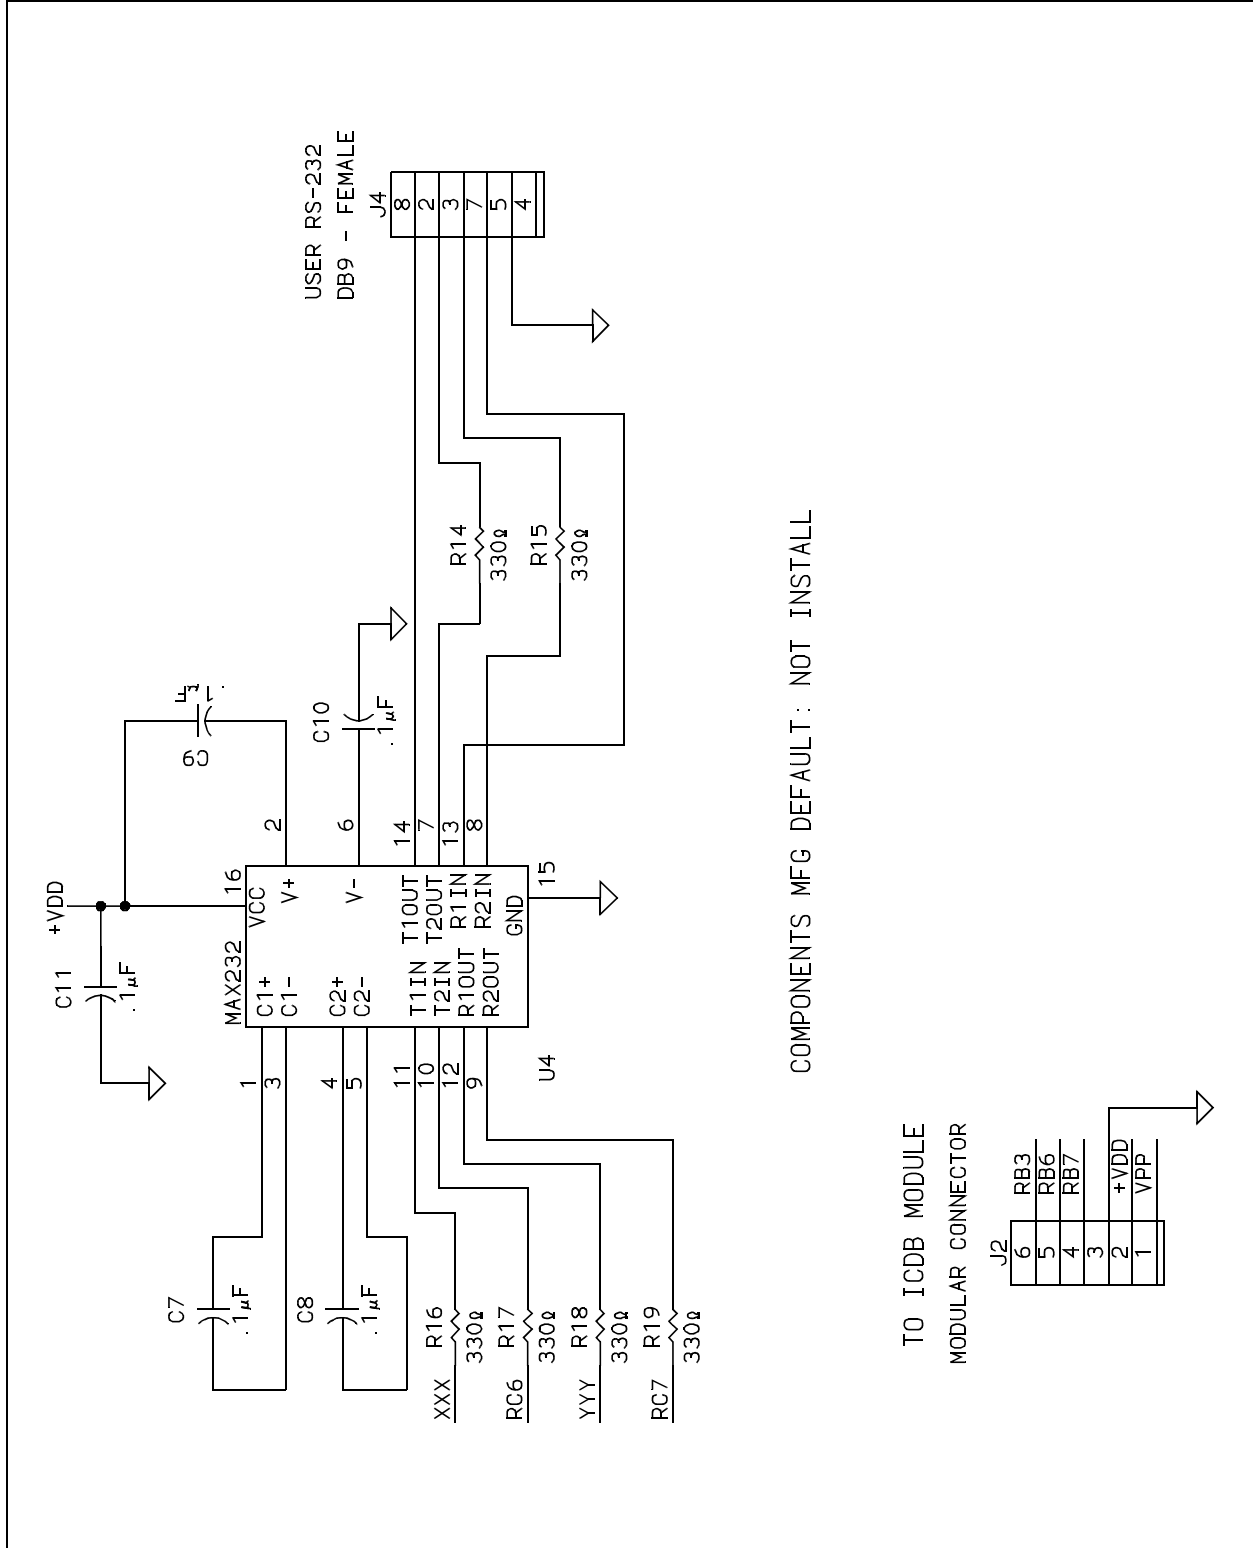 USER RS-232
DB9 - FEMALE
J4
8
2
3
7
5
4
+VDD
C11
.1µF
C9
.1µF
C10
.1µF
R14
330Ω
R15
330Ω
2
6
14
7
13
8
16
15
MAX232
VCC
V+
V-
T1OUT
T2OUT
R1IN
R2IN
GND
C1+
C1-
C2+
C2-
T1IN
T2IN
R1OUT
R2OUT
U4
1
3
4
5
11
10
12
9
C7
.1µF
C8
.1µF
R16
330Ω
R17
330Ω
R18
330Ω
R19
330Ω
XXX
RC6
YYY
RC7
COMPONENTS MFG DEFAULT: NOT INSTALL
TO ICDB MODULE
MODULAR CONNECTOR
J2
6
5
4
3
2
1
RB3
RB6
RB7
+VDD
VPP